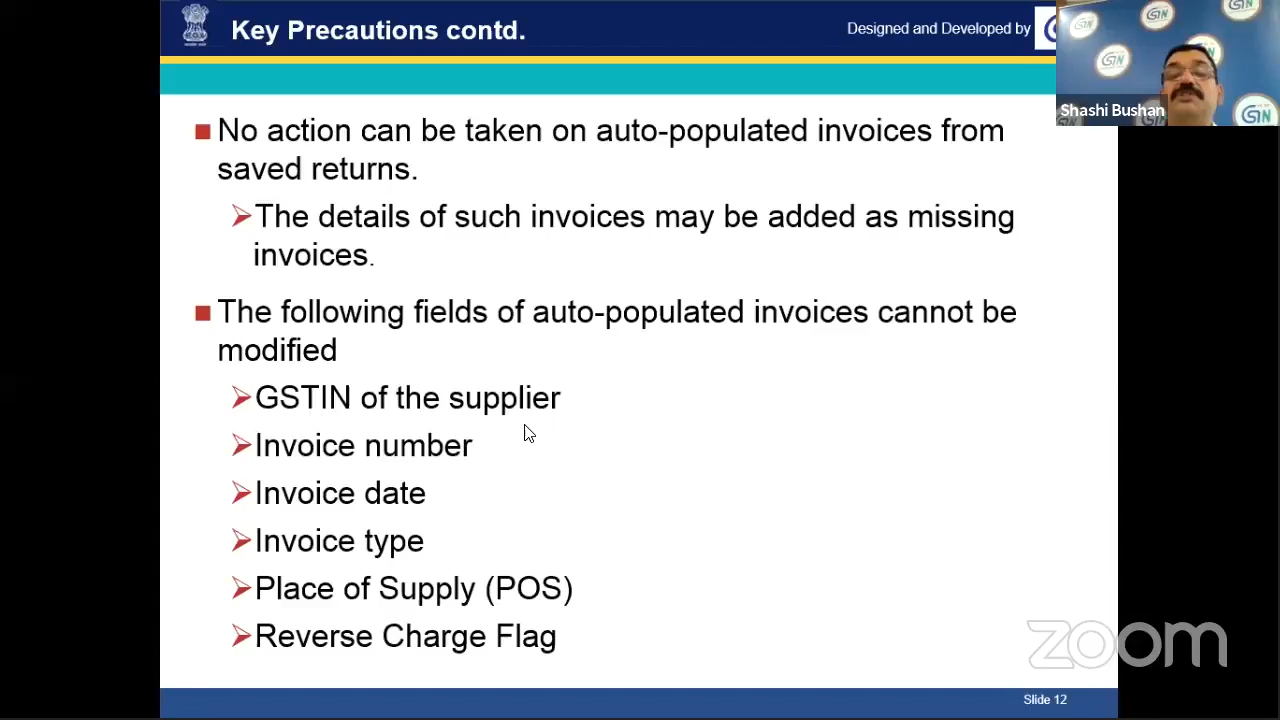 Key Precautions contd.
Designed and Developed by
Shashi Bushan
■ No action can be taken on auto-populated invoices from
saved returns.
➢ The details of such invoices may be added as missing
invoices.
■ The following fields of auto-populated invoices cannot be
modified
➢ GSTIN of the supplier
➢ Invoice number
➢ Invoice date
➢ Invoice type
➢ Place of Supply (POS)
➢ Reverse Charge Flag
zoom
Slide 12